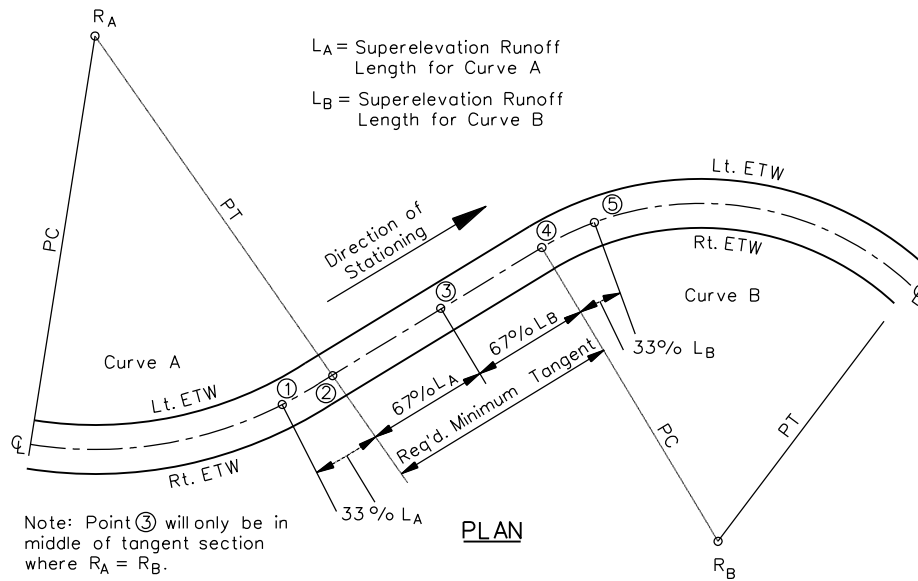 R_A
L_A = Superelevation Runoff
Length for Curve A
L_B = Superelevation Runoff
Length for Curve B
PC
PT
Direction of
Stationing
Lt. ETW
Rt. ETW
Curve B
Curve A
Lt. ETW
Rt. ETW
℄
℄
①
②
③
④
⑤
67% L_A
67% L_B
33% L_A
33% L_B
Req'd. Minimum Tangent
PC
PT
R_B
Note: Point ③ will only be in
middle of tangent section
where R_A = R_B.
PLAN